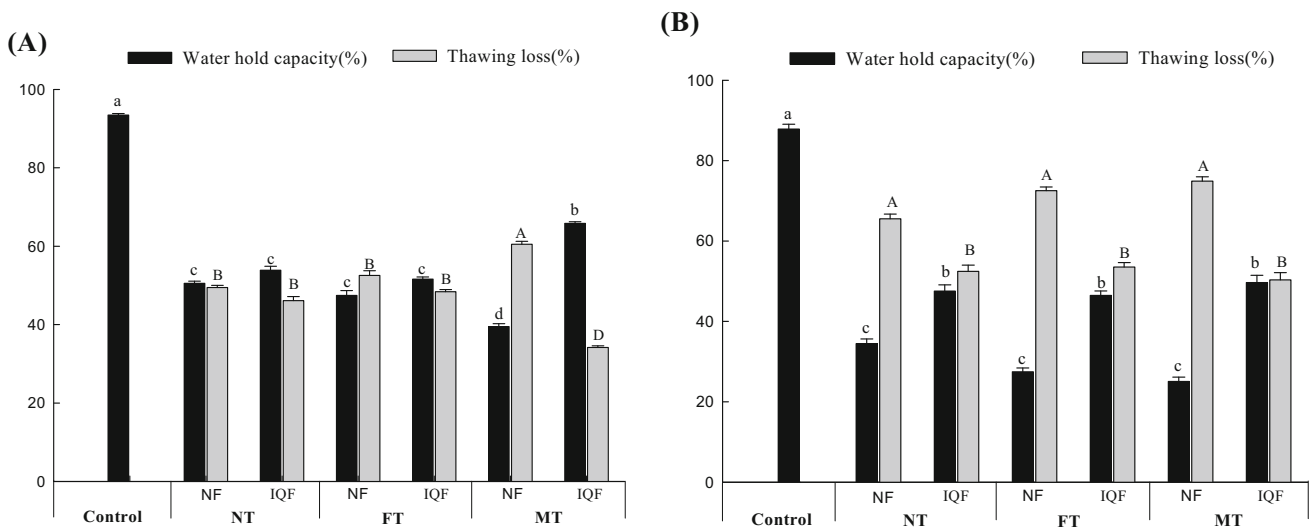 (A)
Water hold capacity(%) Thawing loss(%)
100
80
60
40
20
0
a
c B
c B
c B
c B
d A
b D
NF IQF NF IQF NF IQF
Control NT FT MT
(B)
Water hold capacity(%) Thawing loss(%)
100
80
60
40
20
0
a
c A
b B
c A
b B
c A
b B
NF IQF NF IQF NF IQF
Control NT FT MT